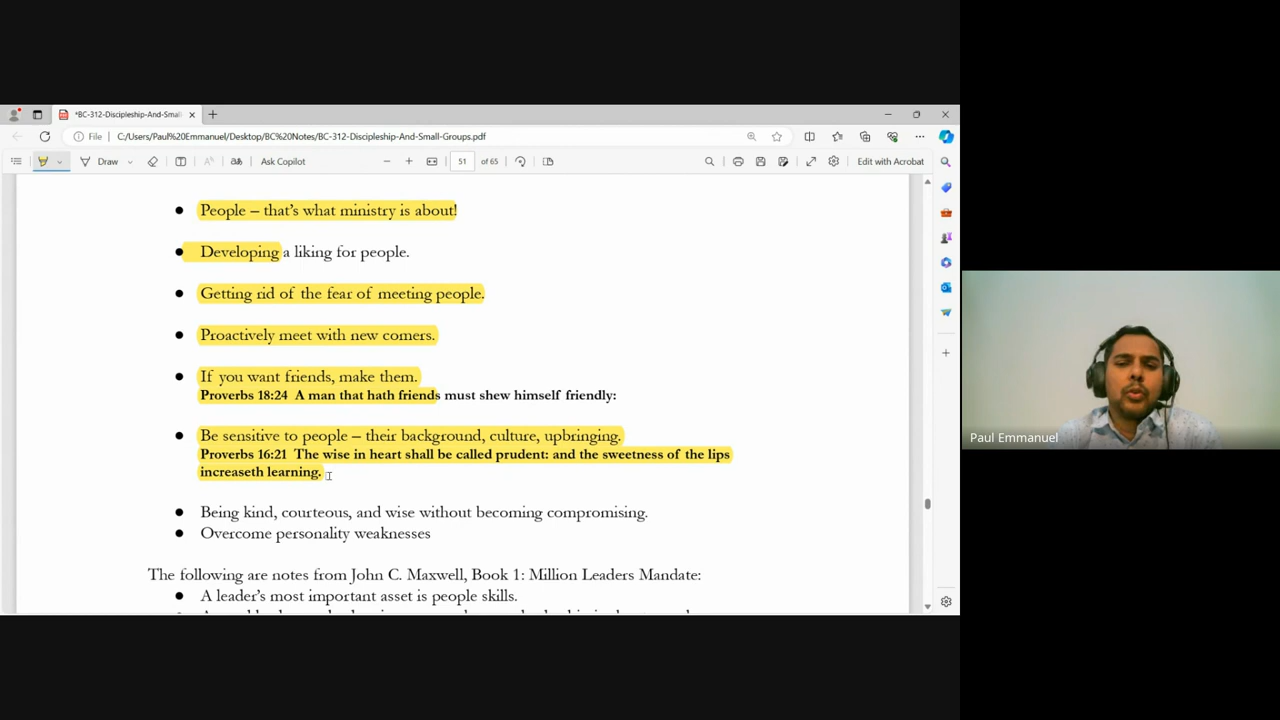 *BC-312-Discipleship-And-Smal
File
C:/Users/Paul%20Emmanuel/Desktop/BC%20Notes/BC-312-Discipleship-And-Small-Groups.pdf
Draw
Ask Copilot
51 of 65
Edit with Acrobat
● People – that's what ministry is about!
● Developing a liking for people.
● Getting rid of the fear of meeting people.
● Proactively meet with new comers.
● If you want friends, make them.
Proverbs 18:24 A man that hath friends must shew himself friendly:
● Be sensitive to people – their background, culture, upbringing.
Proverbs 16:21 The wise in heart shall be called prudent: and the sweetness of the lips
increaseth learning.
● Being kind, courteous, and wise without becoming compromising.
● Overcome personality weaknesses
The following are notes from John C. Maxwell, Book 1: Million Leaders Mandate:
● A leader's most important asset is people skills.
Paul Emmanuel